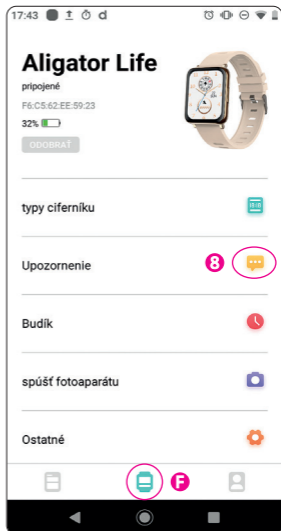 17:43
Aligator Life
pripojené
F6:C5:62:EE:59:23
32%
ODOBRAŤ
typy ciferníku
Upozornenie
8
Budík
spúšť fotoaparátu
Ostatné
F